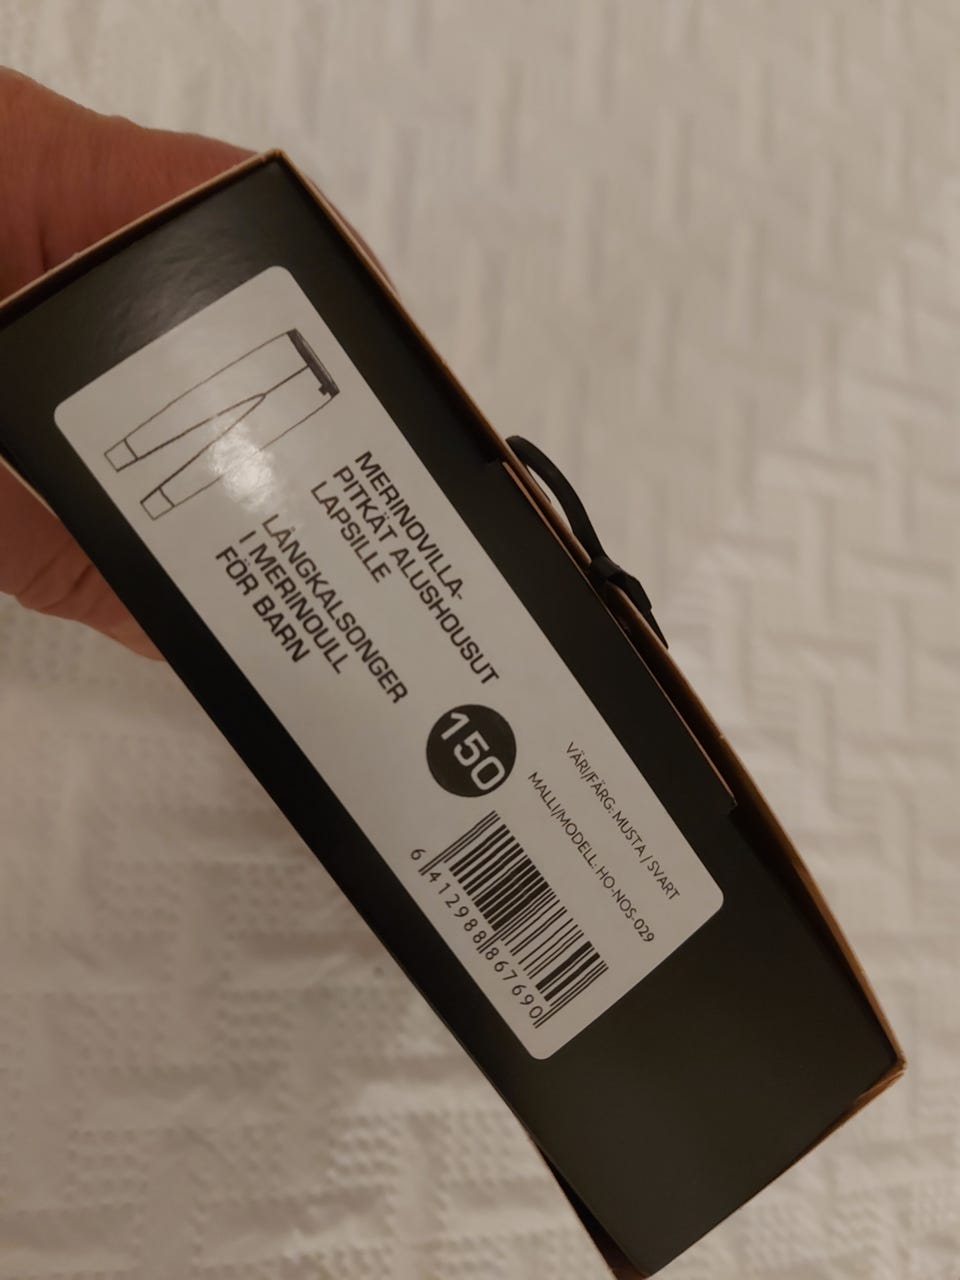 MERINOVILLA-
PITKÄT ALUSHOUSUT
LAPSILLE
LÅNGKALSONGER
I MERINOULL
FÖR BARN
150
VÄRI/FÄRG: MUSTA / SVART
MALLI/MODELL: HO-NOS-029
6 412988 867690